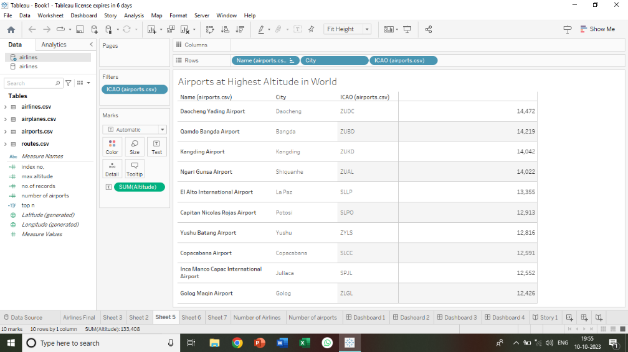 Tableau - Book1 - Tableau license expires in 6 days
File Data Worksheet Dashboard Story Analysis Map Format Server Window Help
Fit Height Show Me
Data Analytics Pages Columns
airlines Rows Name (airports.cs.. City ICAO (airports.csv)
airlines
Search Filters Airports at Highest Altitude in World
Tables ICAO (airports.csv) Name (airports.csv) City ICAO (airports.csv)
airlines.csv Daocheng Yading Airport Daocheng ZUDC 14,472
airplanes.csv Marks
airports.csv Automatic Qamdo Bangda Airport Bangda ZUBD 14,219
routes.csv
Measure Names Color Size Text Kangding Airport Kangding ZUKD 14,042
index no.
max altitude Detail Tooltip Ngari Gunsa Airport Shiquanhe ZUAL 14,022
no of records SUM(Altitude)
number of airports El Alto International Airport La Paz SLLP 13,355
top n
Latitude (generated) Capitan Nicolas Rojas Airport Potosi SLPO 12,913
Longitude (generated)
Measure Values Yushu Batang Airport Yushu ZYLS 12,816
Copacabana Airport Copacabana SLCC 12,591
Inca Manco Capac International Airport Juliaca SPJL 12,552
Golog Maqin Airport Golog ZLGL 12,426
Data Source Airlines Final Sheet 3 Sheet 2 Sheet 5 Sheet 6 Sheet 7 Number of Airlines Number of airports Dashboard 1 Dashboard 2 Dashboard 3 Dashboard 4 Story 1
10 marks 10 rows by 1 column SUM(Altitude): 133,408
Type here to search ENG 19:55
10-10-2023